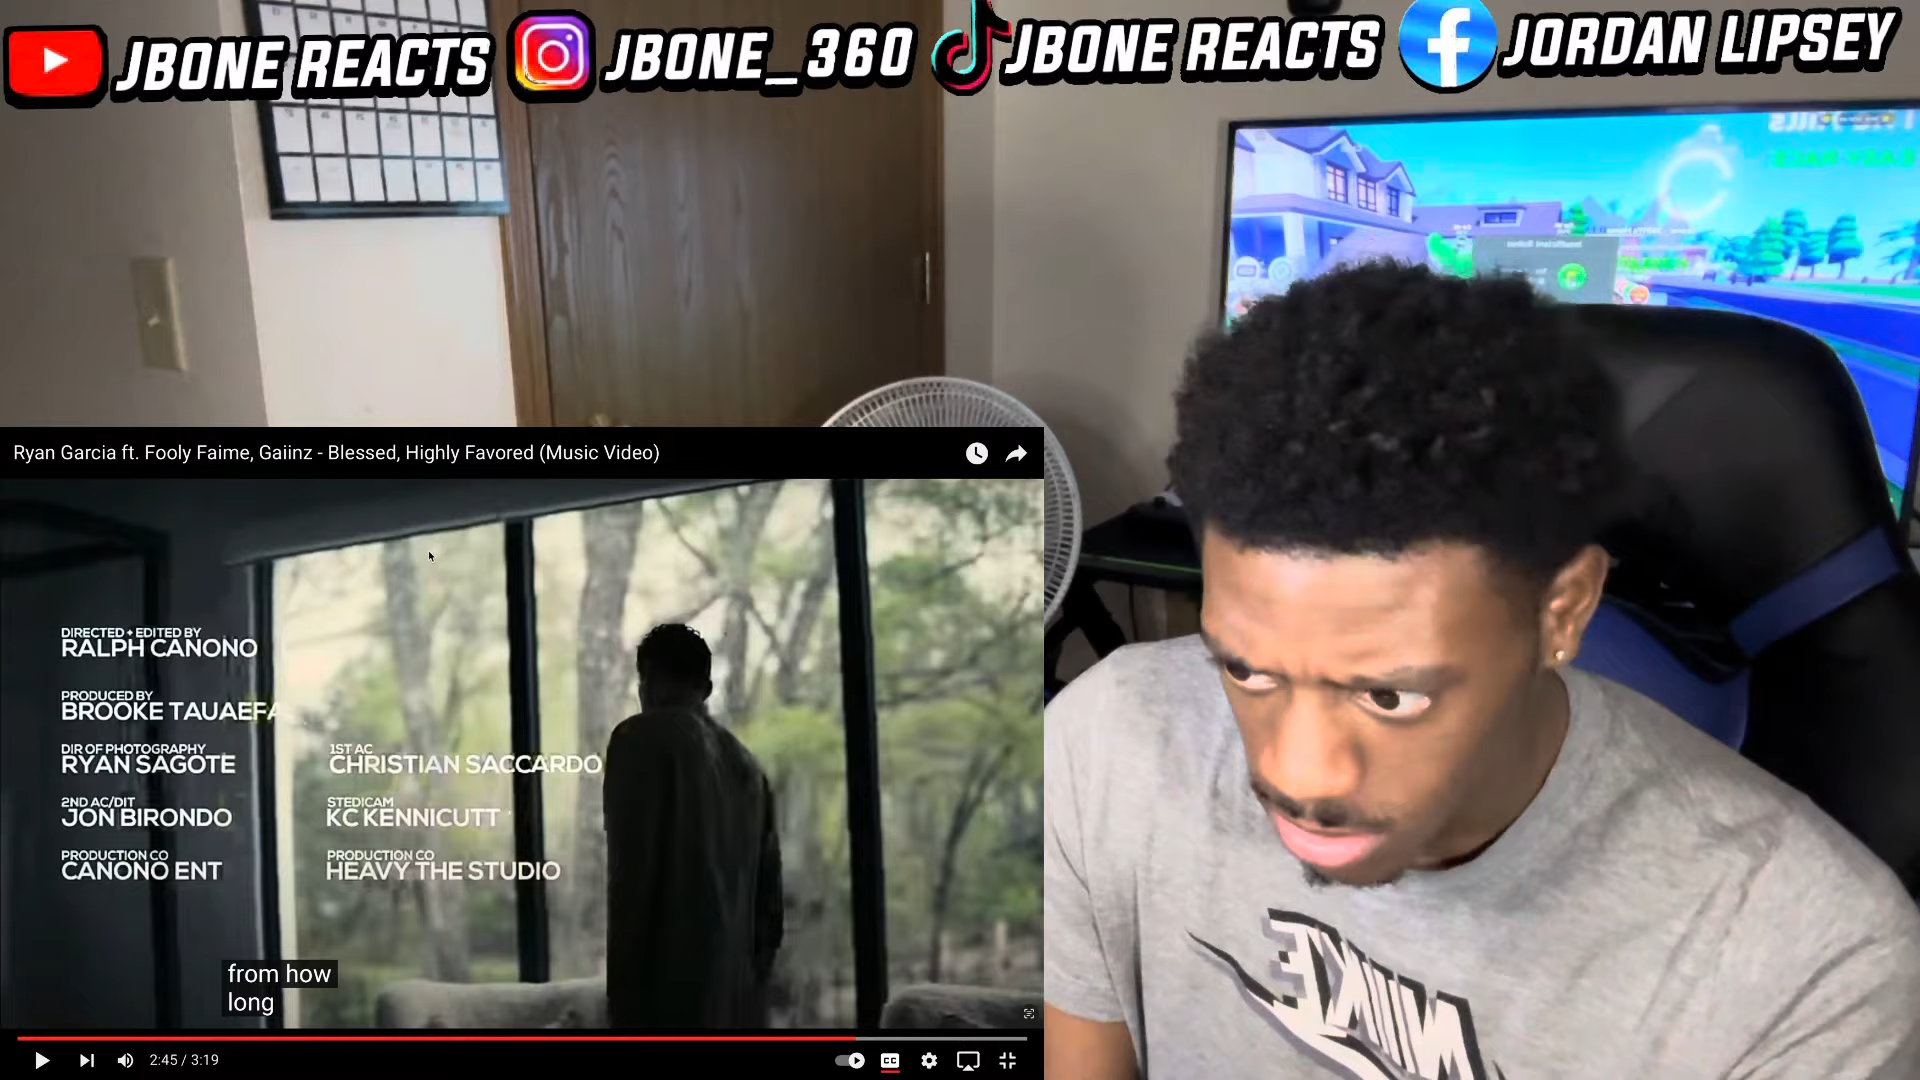 JBONE REACTS
JBONE_360
JBONE REACTS
JORDAN LIPSEY
Ryan Garcia ft. Fooly Faime, Gaiinz - Blessed, Highly Favored (Music Video)
DIRECTED + EDITED BY
RALPH CANONO
PRODUCED BY
BROOKE TAUAEFA
DIR OF PHOTOGRAPHY
RYAN SAGOTE
1ST AC
CHRISTIAN SACCARDO
2ND AC/DIT
JON BIRONDO
STEDICAM
KC KENNICUTT
PRODUCTION CO
CANONO ENT
PRODUCTION CO
HEAVY THE STUDIO
from how
long
2:45 / 3:19
CC
NIKE